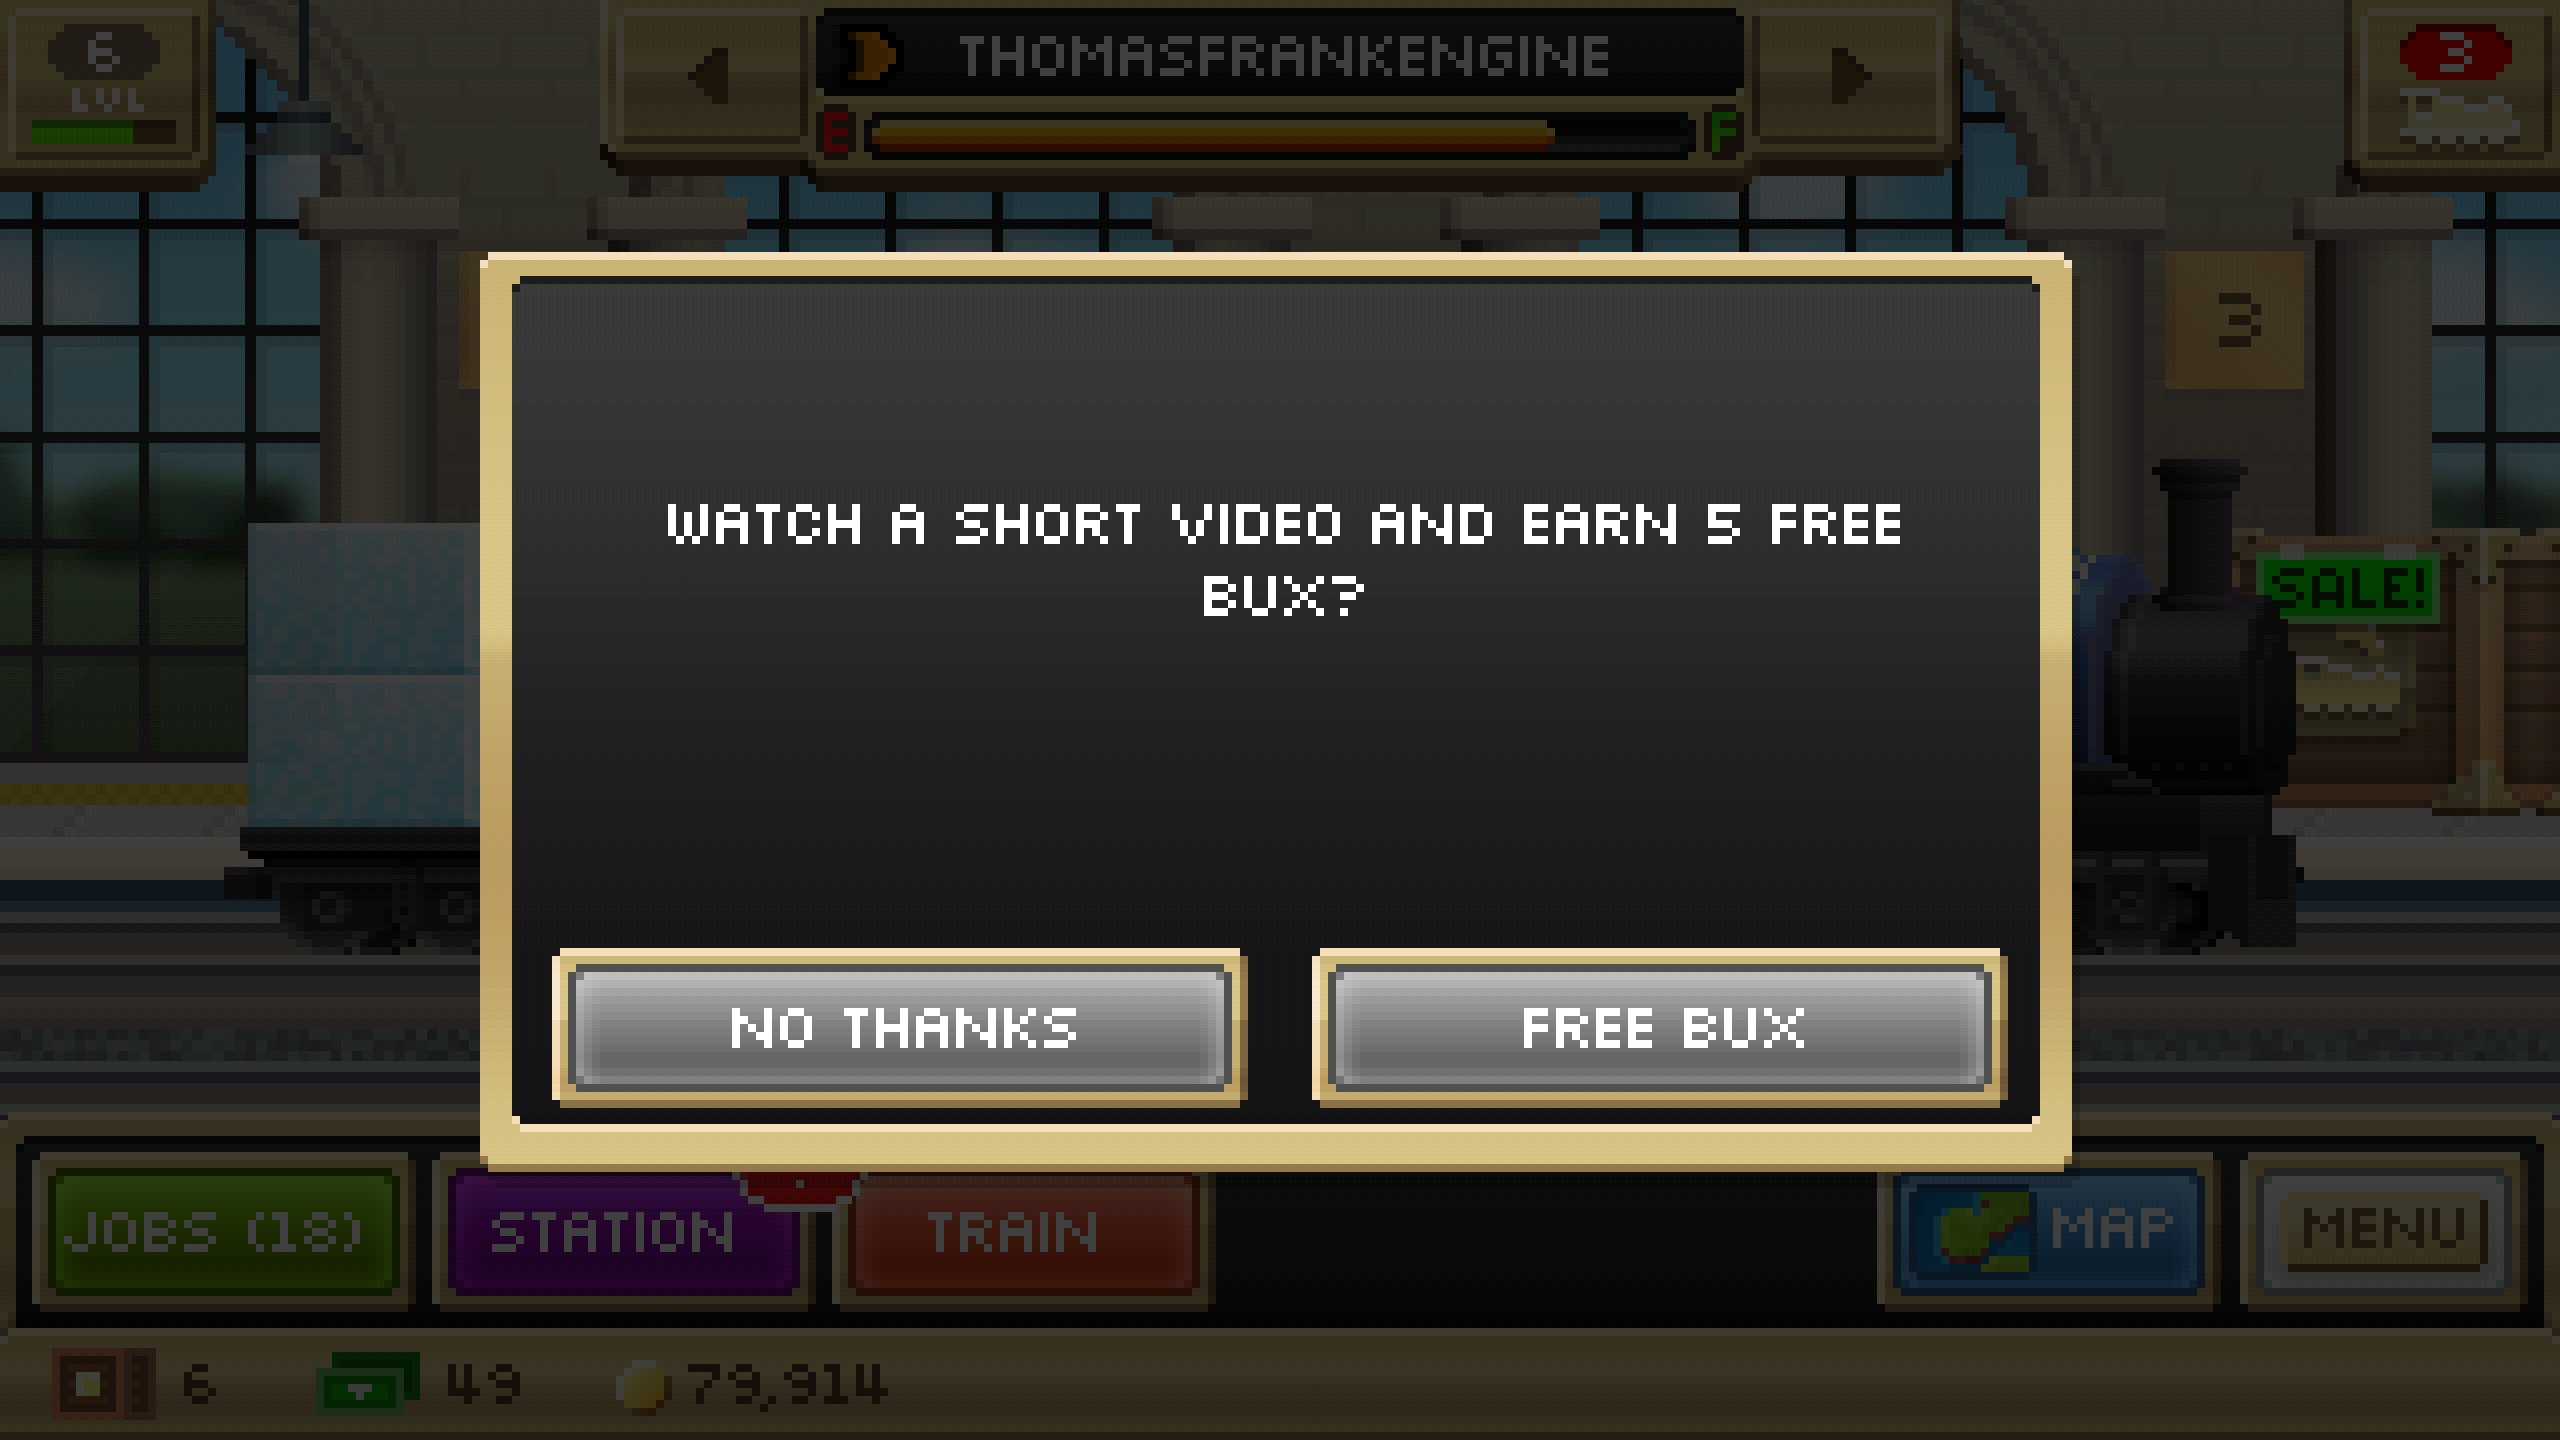 6
LVL
THOMASFRANKENGINE
E
F
3
3
SALE!
WATCH A SHORT VIDEO AND EARN 5 FREE
BUX?
NO THANKS
FREE BUX
JOBS (18)
STATION
TRAIN
MAP
MENU
6
49
79,914